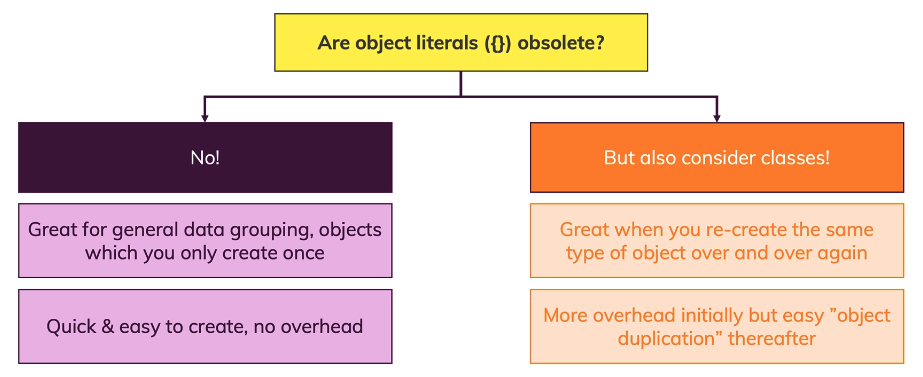 Are object literals ({}) obsolete?
No!
Great for general data grouping, objects
which you only create once
Quick & easy to create, no overhead
But also consider classes!
Great when you re-create the same
type of object over and over again
More overhead initially but easy ”object
duplication” thereafter